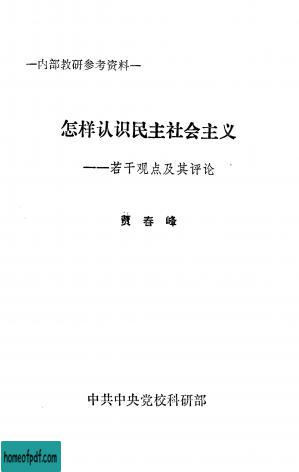 —内部教研参考资料—
怎样认识民主社会主义
——若干观点及其评论
贾春峰
中共中央党校科研部
homeofpdf.com